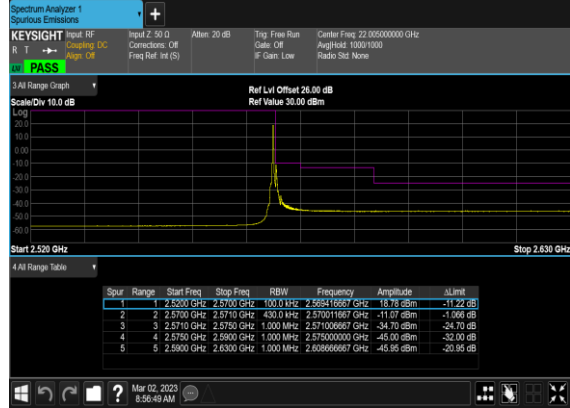 Spectrum Analyzer 1
Spurious Emissions
+
KEYSIGHT Input: RF Input Z: 50 Ω Atten: 20 dB Trig: Free Run Center Freq: 22.005000000 GHz
R T Coupling: DC Corrections: Off Gate: Off Avg|Hold: 1000/1000
Align: Off Freq Ref: Int (S) IF Gain: Low Radio Std: None
PASS
3 All Range Graph
Ref Lvl Offset 26.00 dB
Scale/Div 10.0 dB Ref Value 30.00 dBm
Log
20.0
10.0
0.00
-10.0
-20.0
-30.0
-40.0
-50.0
-60.0
Start 2.520 GHz Stop 2.630 GHz
4 All Range Table
Spur Range Start Freq Stop Freq RBW Frequency Amplitude ΔLimit
1 1 2.5200 GHz 2.5700 GHz 100.0 kHz 2.569416667 GHz 18.78 dBm -11.22 dB
2 2 2.5700 GHz 2.5710 GHz 430.0 kHz 2.570011667 GHz -11.07 dBm -1.066 dB
3 3 2.5710 GHz 2.5750 GHz 1.000 MHz 2.571006667 GHz -34.70 dBm -24.70 dB
4 4 2.5750 GHz 2.5900 GHz 1.000 MHz 2.575000000 GHz -45.00 dBm -32.00 dB
5 5 2.5900 GHz 2.6300 GHz 1.000 MHz 2.608666667 GHz -45.95 dBm -20.95 dB
? Mar 02, 2023
8:56:49 AM